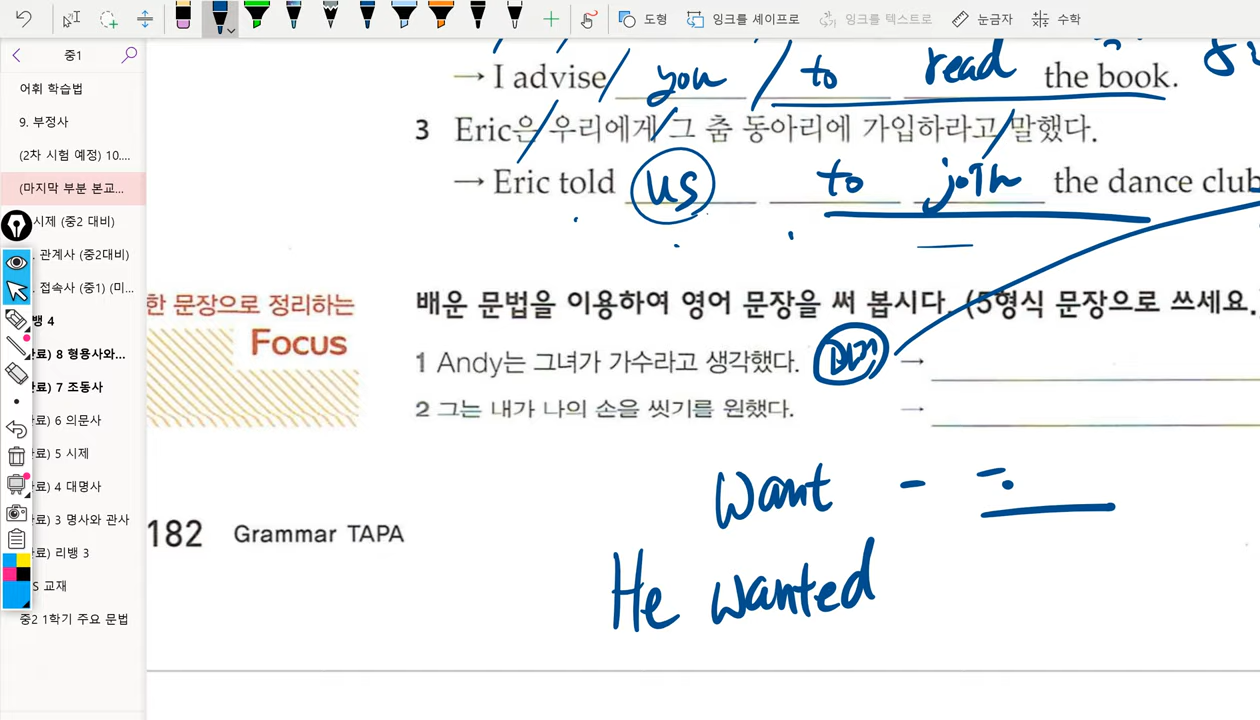 도형 잉크를 셰이프로 잉크를 텍스트로 눈금자 수학
중1
어휘 학습법
9. 부정사
(2차 시험 예정) 10....
(마지막 부분 본교...
시제 (중2 대비)
. 관계사 (중2대비)
. 접속사 (중1) (미...
뱅 4
료) 8 형용사와...
란료) 7 조동사
료) 6 의문사
료) 5 시제
료) 4 대명사
료) 3 명사와 관사
료) 리뱅 3
S 교재
중2 1학기 주요 문법
→ I advise you to read the book.
3 Eric은 우리에게 그 춤 동아리에 가입하라고 말했다.
→ Eric told us to join the dance club
한 문장으로 정리하는
Focus
배운 문법을 이용하여 영어 문장을 써 봅시다. (5형식 문장으로 쓰세요.)
1 Andy는 그녀가 가수라고 생각했다. →
2 그는 내가 나의 손을 씻기를 원했다. →
Want - -.
He wanted
182 Grammar TAPA